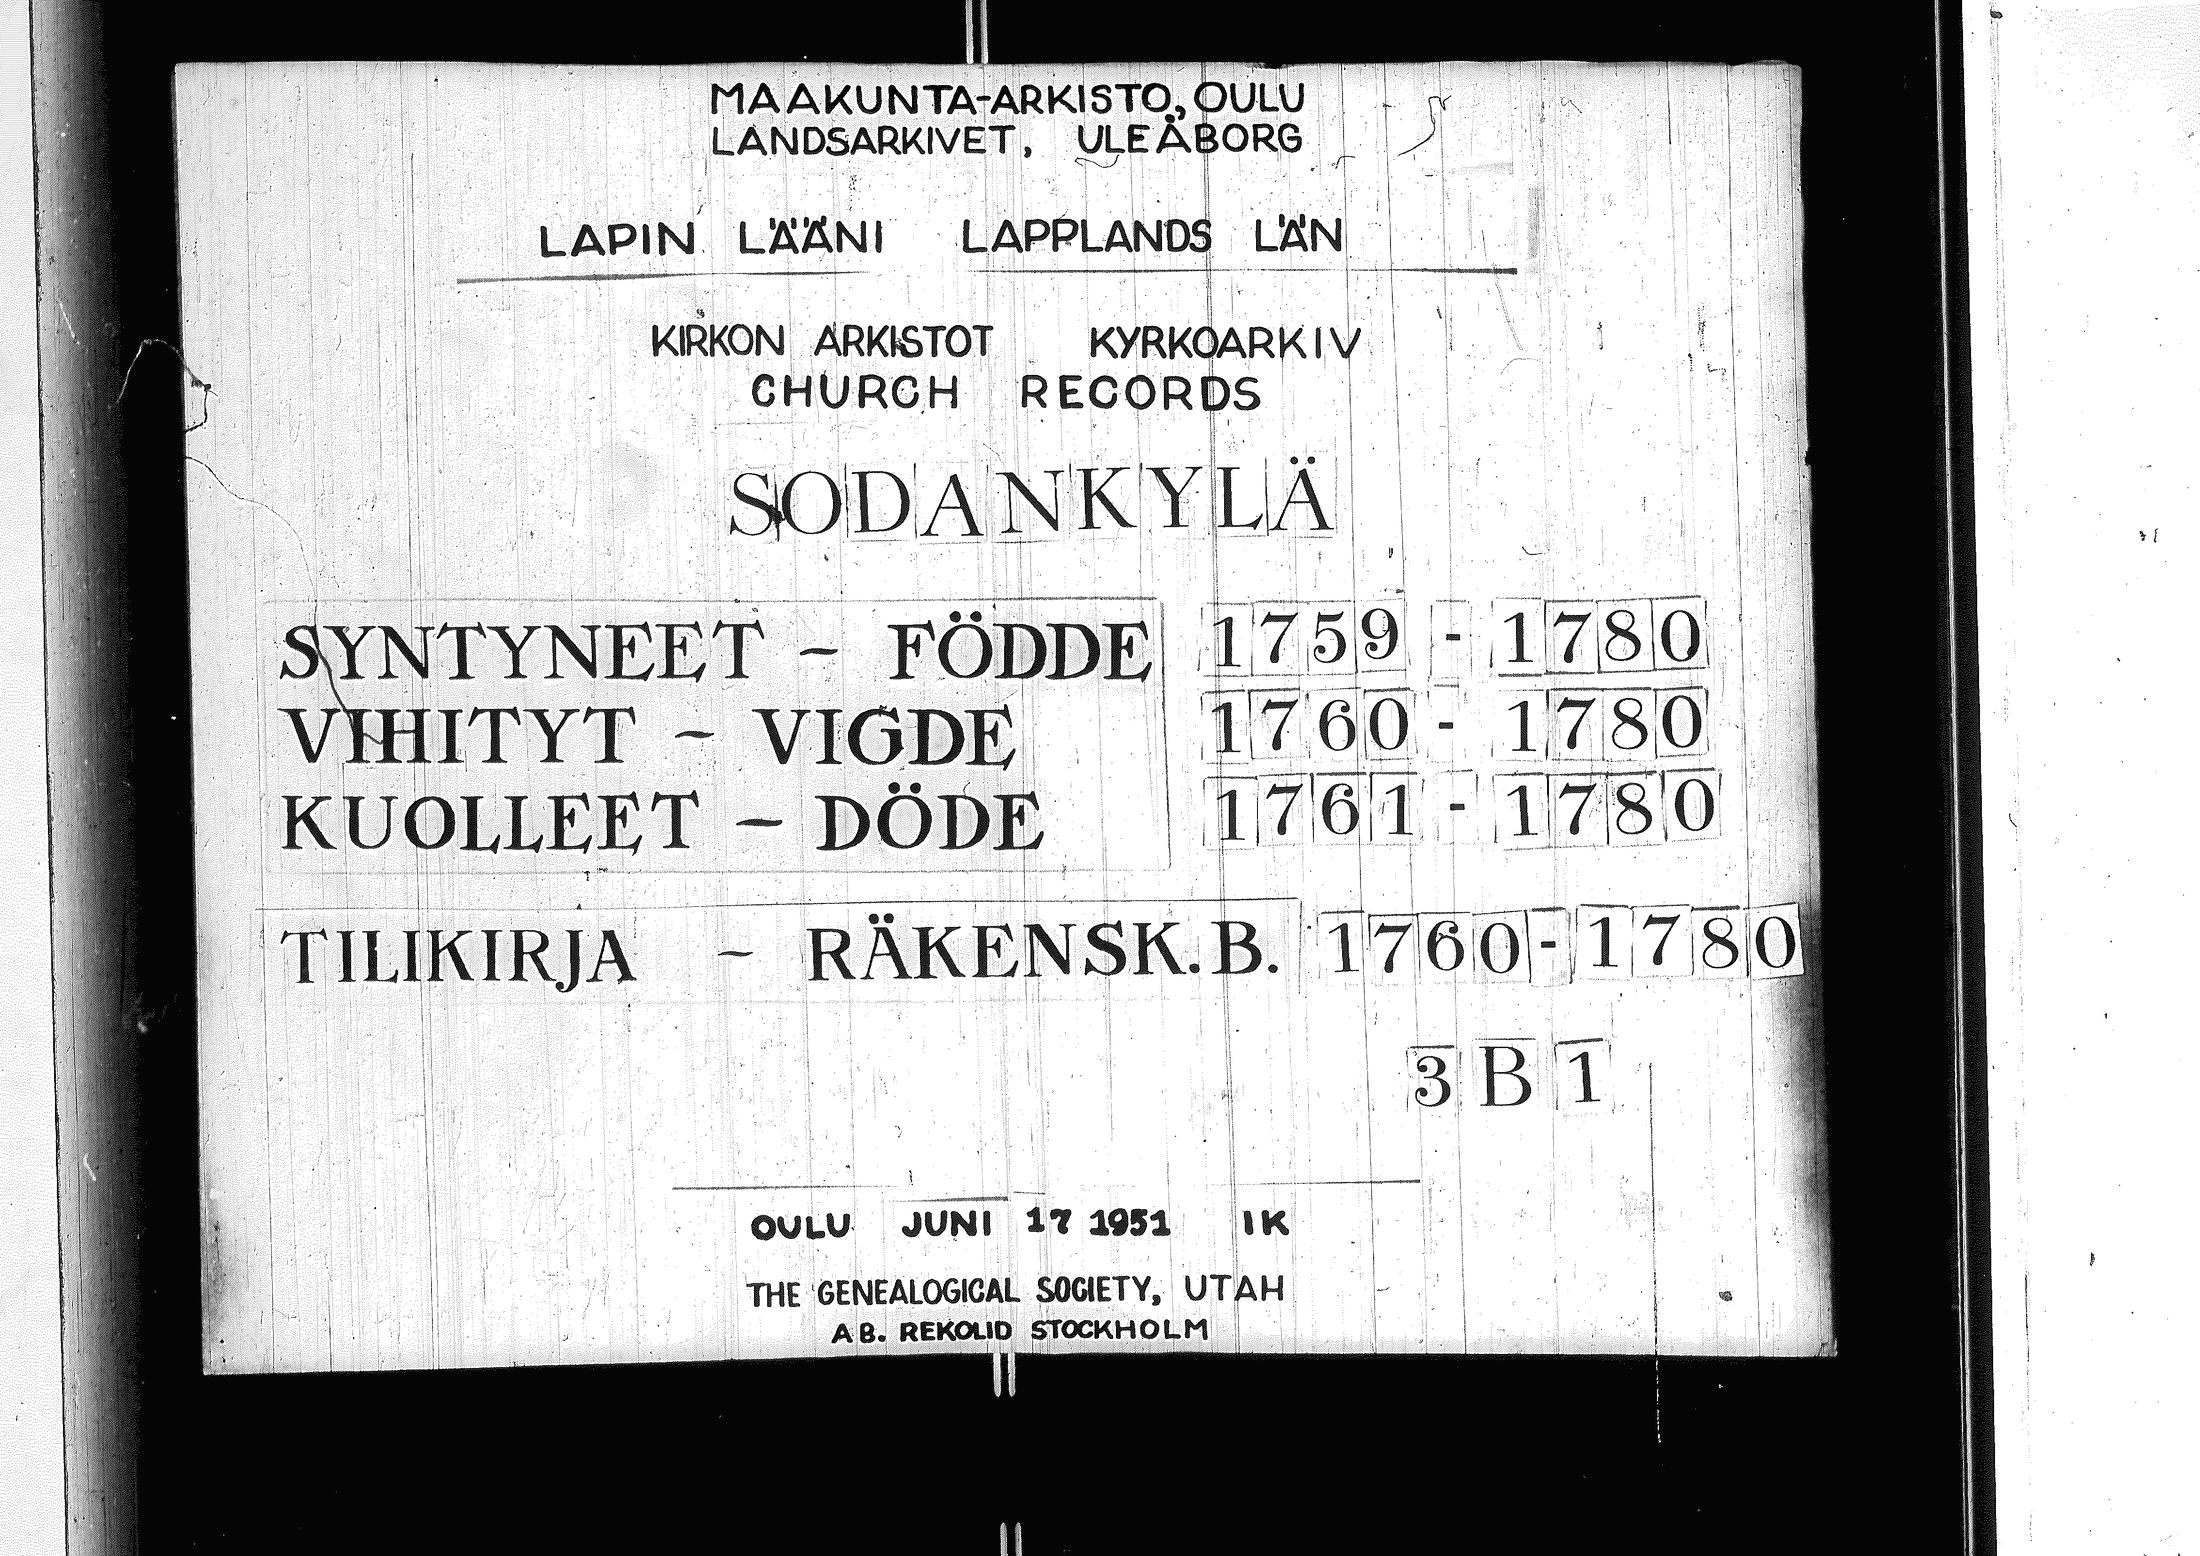 MAAKUNTA-ARKISTO, OULU
LANDSARKIVET, ULEÅBORG
LAPIN LÄÄNI LAPPLANDS LÄN
KIRKON ARKISTOT KYRKOARKIV
CHURCH RECORDS
SODANKYLÄ
SYNTYNEET - FÖDDE 1759 - 1780
VIHITYT - VIGDE 1760 - 1780
KUOLLEET - DÖDE 1761 - 1780
TILIKIRJA - RÄKENSK.B. 1760 - 1780
3 B 1
OULU JUNI 17 1951 IK
THE GENEALOGICAL SOCIETY, UTAH
AB. REKOLID STOCKHOLM